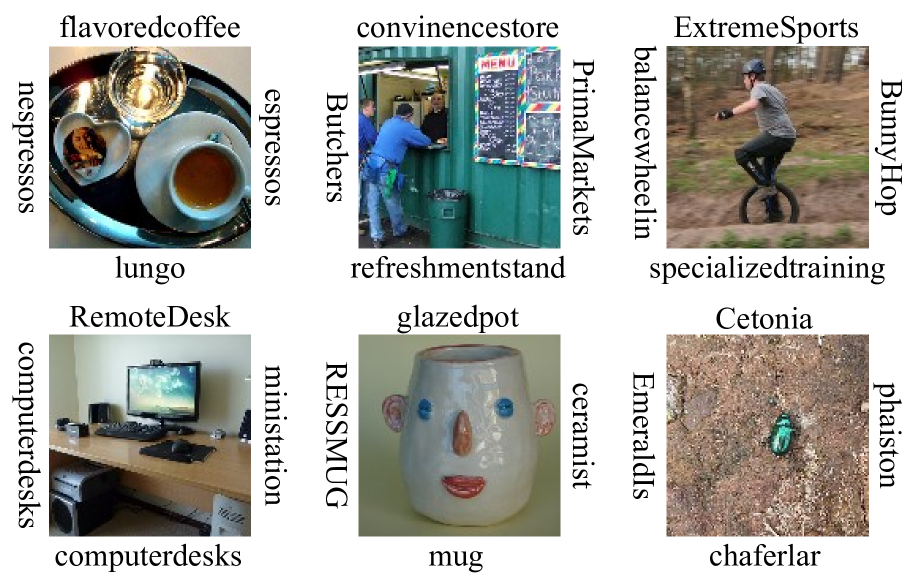 flavoredcoffee
convinencestore
ExtremeSports
nespressos
espressos
Butchers
MENU
PrimaMarkets
balancewheelin
BunnyHop
lungo
refreshmentstand
specializedtraining
RemoteDesk
glazedpot
Cetonia
computerdesks
ministation
RESSMUG
ceramist
EmeraldIs
phaiston
computerdesks
mug
chaferlar